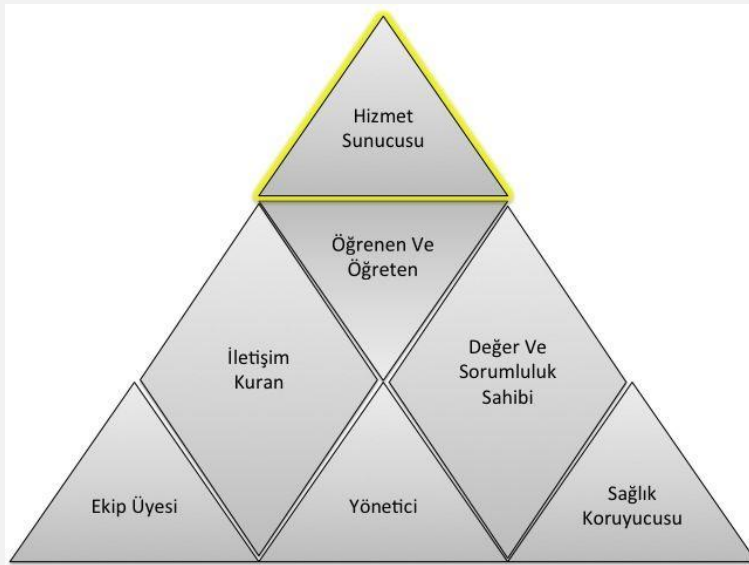 Hizmet
Sunucusu
Öğrenen Ve
Öğreten
İletişim
Kuran
Değer Ve
Sorumluluk
Sahibi
Ekip Üyesi
Yönetici
Sağlık
Koruyucusu